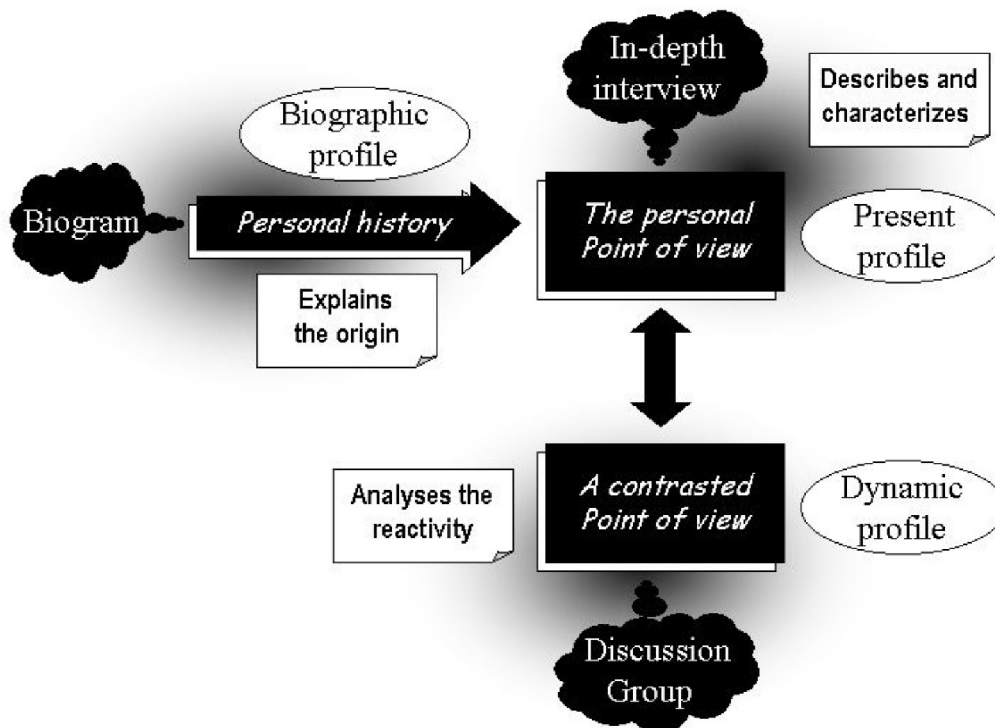 In-depth
interview
Describes and
characterizes
Biographic
profile
Biogram
Personal history
The personal
Point of view
Present
profile
Explains
the origin
Analyses the
reactivity
A contrasted
Point of view
Dynamic
profile
Discussion
Group